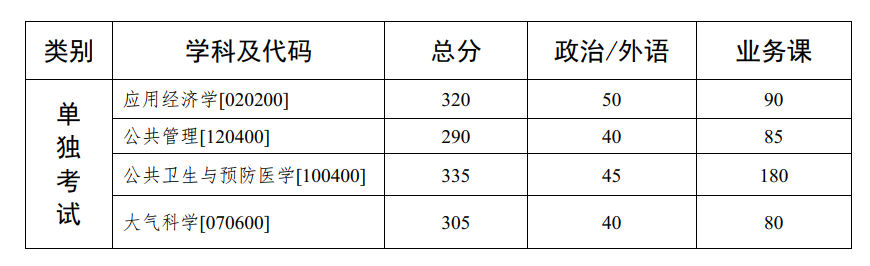 类别 学科及代码 总分 政治/外语 业务课
单独考试
应用经济学[020200] 320 50 90
公共管理[120400] 290 40 85
公共卫生与预防医学[100400] 335 45 180
大气科学[070600] 305 40 80